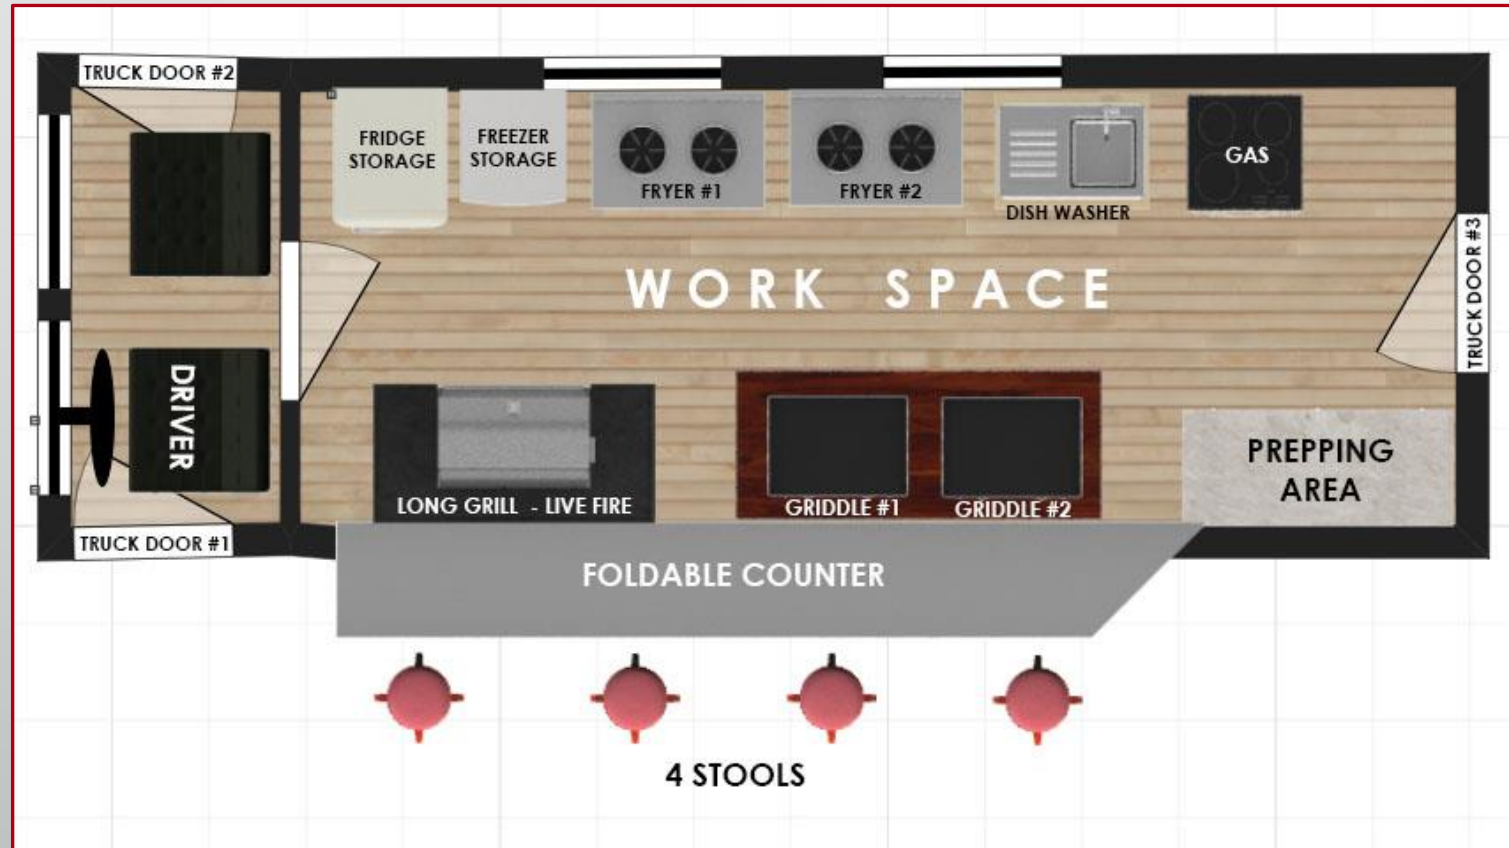 TRUCK DOOR #2
FRIDGE
STORAGE
FREEZER
STORAGE
FRYER #1
FRYER #2
DISH WASHER
GAS
WORK SPACE
TRUCK DOOR #3
DRIVER
LONG GRILL - LIVE FIRE
GRIDDLE #1
GRIDDLE #2
PREPPING
AREA
TRUCK DOOR #1
FOLDABLE COUNTER
4 STOOLS